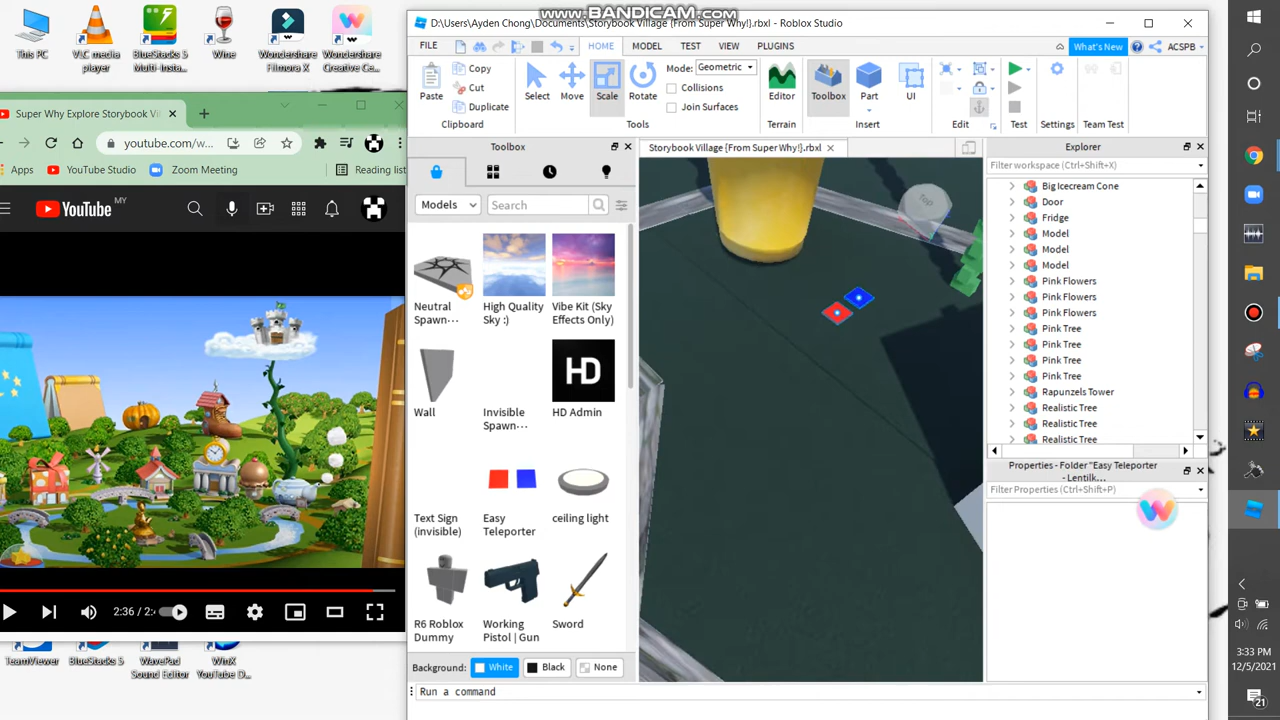 www.BANDICAM.com
D:\Users\Ayden Chong\Documents\Storybook Village {From Super Why!}.rbxl - Roblox Studio
This PC
VLC media player
BlueStacks 5 Multi-Insta...
Wine
Wondershare Filmora X
Wondershare Creative Ce...
FILE
HOME
MODEL
TEST
VIEW
PLUGINS
What's New
ACSPB
Paste
Copy
Cut
Duplicate
Clipboard
Select
Move
Scale
Rotate
Mode: Geometric
Collisions
Join Surfaces
Tools
Editor
Terrain
Toolbox
Part
UI
Insert
Edit
Test
Settings
Team Test
Super Why Explore Storybook Vi
youtube.com/w...
Apps
YouTube Studio
Zoom Meeting
Reading list
YouTube
MY
2:36 / 2:4
TeamViewer
BlueStacks 5
WavePad Sound Editor
WinX YouTube D...
Toolbox
Models
Search
Neutral Spawn...
High Quality Sky :)
Vibe Kit (Sky Effects Only)
Wall
Invisible Spawn...
HD
HD Admin
Text Sign (invisible)
Easy Teleporter
ceiling light
R6 Roblox Dummy
Working Pistol | Gun
Sword
Background: White Black None
Run a command
Storybook Village {From Super Why!}.rbxl
Top
Explorer
Filter workspace (Ctrl+Shift+X)
Big Icecream Cone
Door
Fridge
Model
Model
Model
Pink Flowers
Pink Flowers
Pink Flowers
Pink Tree
Pink Tree
Pink Tree
Pink Tree
Rapunzels Tower
Realistic Tree
Realistic Tree
Realistic Tree
Properties - Folder "Easy Teleporter
- Lentilk...
Filter Properties (Ctrl+Shift+P)
3:33 PM
12/5/2021
21